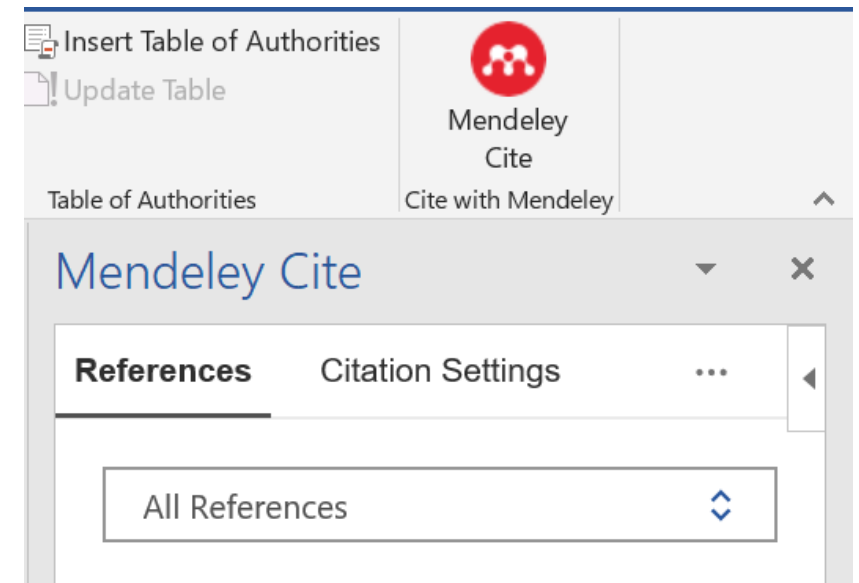 Insert Table of Authorities
Update Table
Mendeley
Cite
Table of Authorities
Cite with Mendeley
Mendeley Cite
References
Citation Settings
...
All References